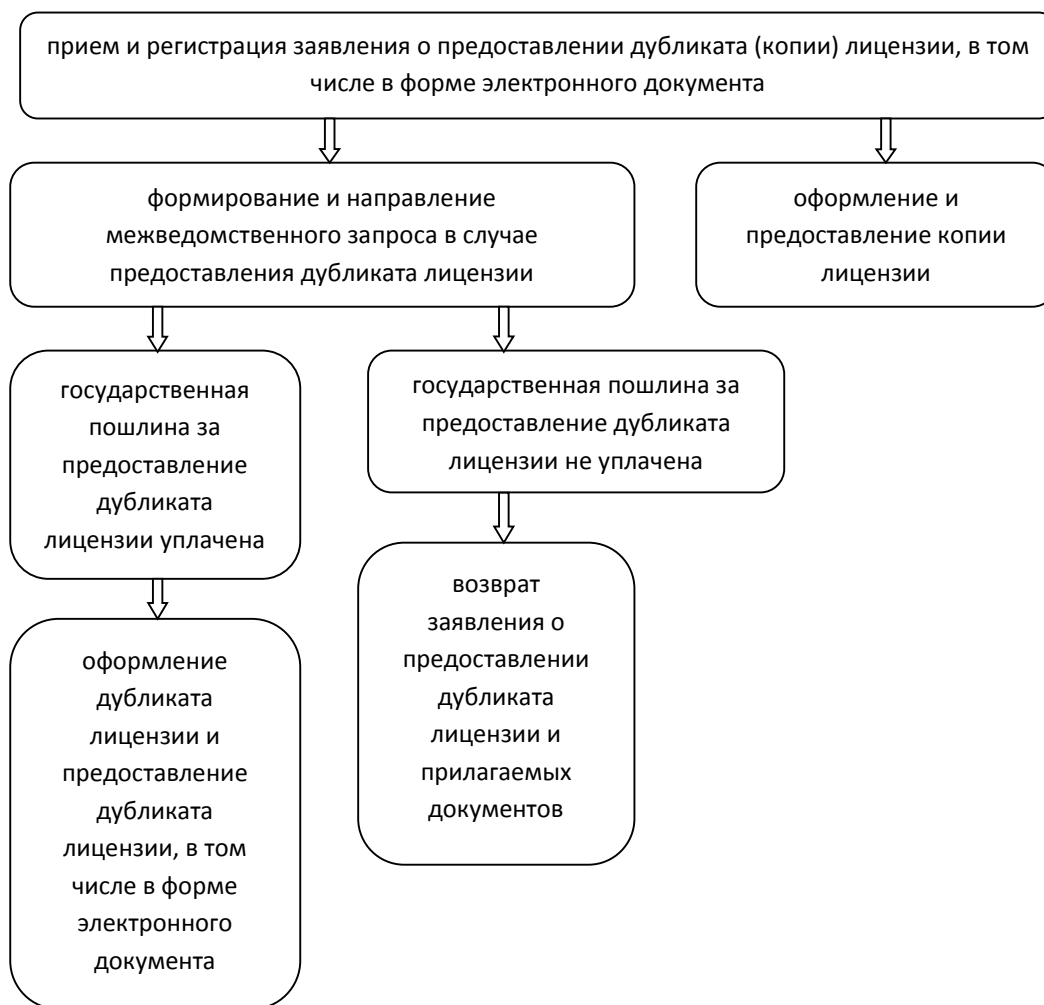 прием и регистрация заявления о предоставлении дубликата (копии) лицензии, в том
числе в форме электронного документа
формирование и направление
межведомственного запроса в случае
предоставления дубликата лицензии
оформление и
предоставление копии
лицензии
государственная
пошлина за
предоставление
дубликата
лицензии уплачена
государственная пошлина за
предоставление дубликата
лицензии не уплачена
возврат
заявления о
предоставлении
дубликата
лицензии и
прилагаемых
документов
оформление
дубликата
лицензии и
предоставление
дубликата
лицензии, в том
числе в форме
электронного
документа